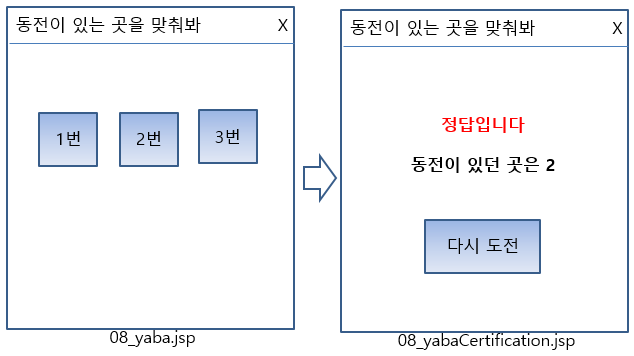 동전이 있는 곳을 맞춰봐 X
1번 2번 3번
08_yaba.jsp
동전이 있는 곳을 맞춰봐 X
정답입니다
동전이 있던 곳은 2
다시 도전
08_yabaCertification.jsp